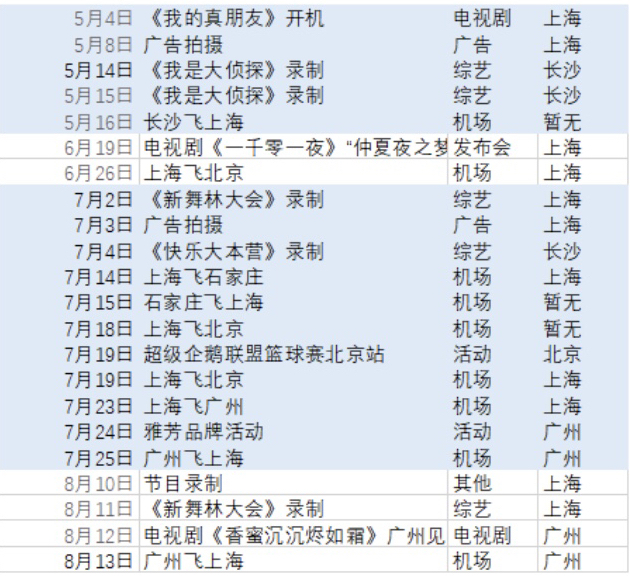 5月4日 《我的真朋友》开机 电视剧 上海
5月8日 广告拍摄 广告 上海
5月14日 《我是大侦探》录制 综艺 长沙
5月15日 《我是大侦探》录制 综艺 长沙
5月16日 长沙飞上海 机场 暂无
6月19日 电视剧《一千零一夜》“仲夏夜之梦 发布会 上海
6月26日 上海飞北京 机场 上海
7月2日 《新舞林大会》录制 综艺 上海
7月3日 广告拍摄 广告 上海
7月4日 《快乐大本营》录制 综艺 长沙
7月14日 上海飞石家庄 机场 上海
7月15日 石家庄飞上海 机场 暂无
7月18日 上海飞北京 机场 暂无
7月19日 超级企鹅联盟篮球赛北京站 活动 北京
7月19日 上海飞北京 机场 上海
7月23日 上海飞广州 机场 上海
7月24日 雅芳品牌活动 活动 广州
7月25日 广州飞上海 机场 广州
8月10日 节目录制 其他 上海
8月11日 《新舞林大会》录制 综艺 上海
8月12日 电视剧《香蜜沉沉烬如霜》广州见 电视剧 广州
8月13日 广州飞上海 机场 广州